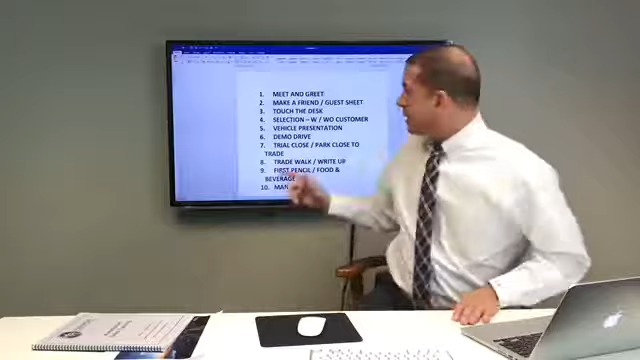 1. MEET AND GREET
2. MAKE A FRIEND / GUEST SHEET
3. TOUCH THE DESK
4. SELECTION – W / WO CUSTOMER
5. VEHICLE PRESENTATION
6. DEMO DRIVE
7. TRIAL CLOSE / PARK CLOSE TO
TRADE
8. TRADE WALK / WRITE UP
9. FIRST PENCIL / FOOD &
BEVERAGE
10. MAN